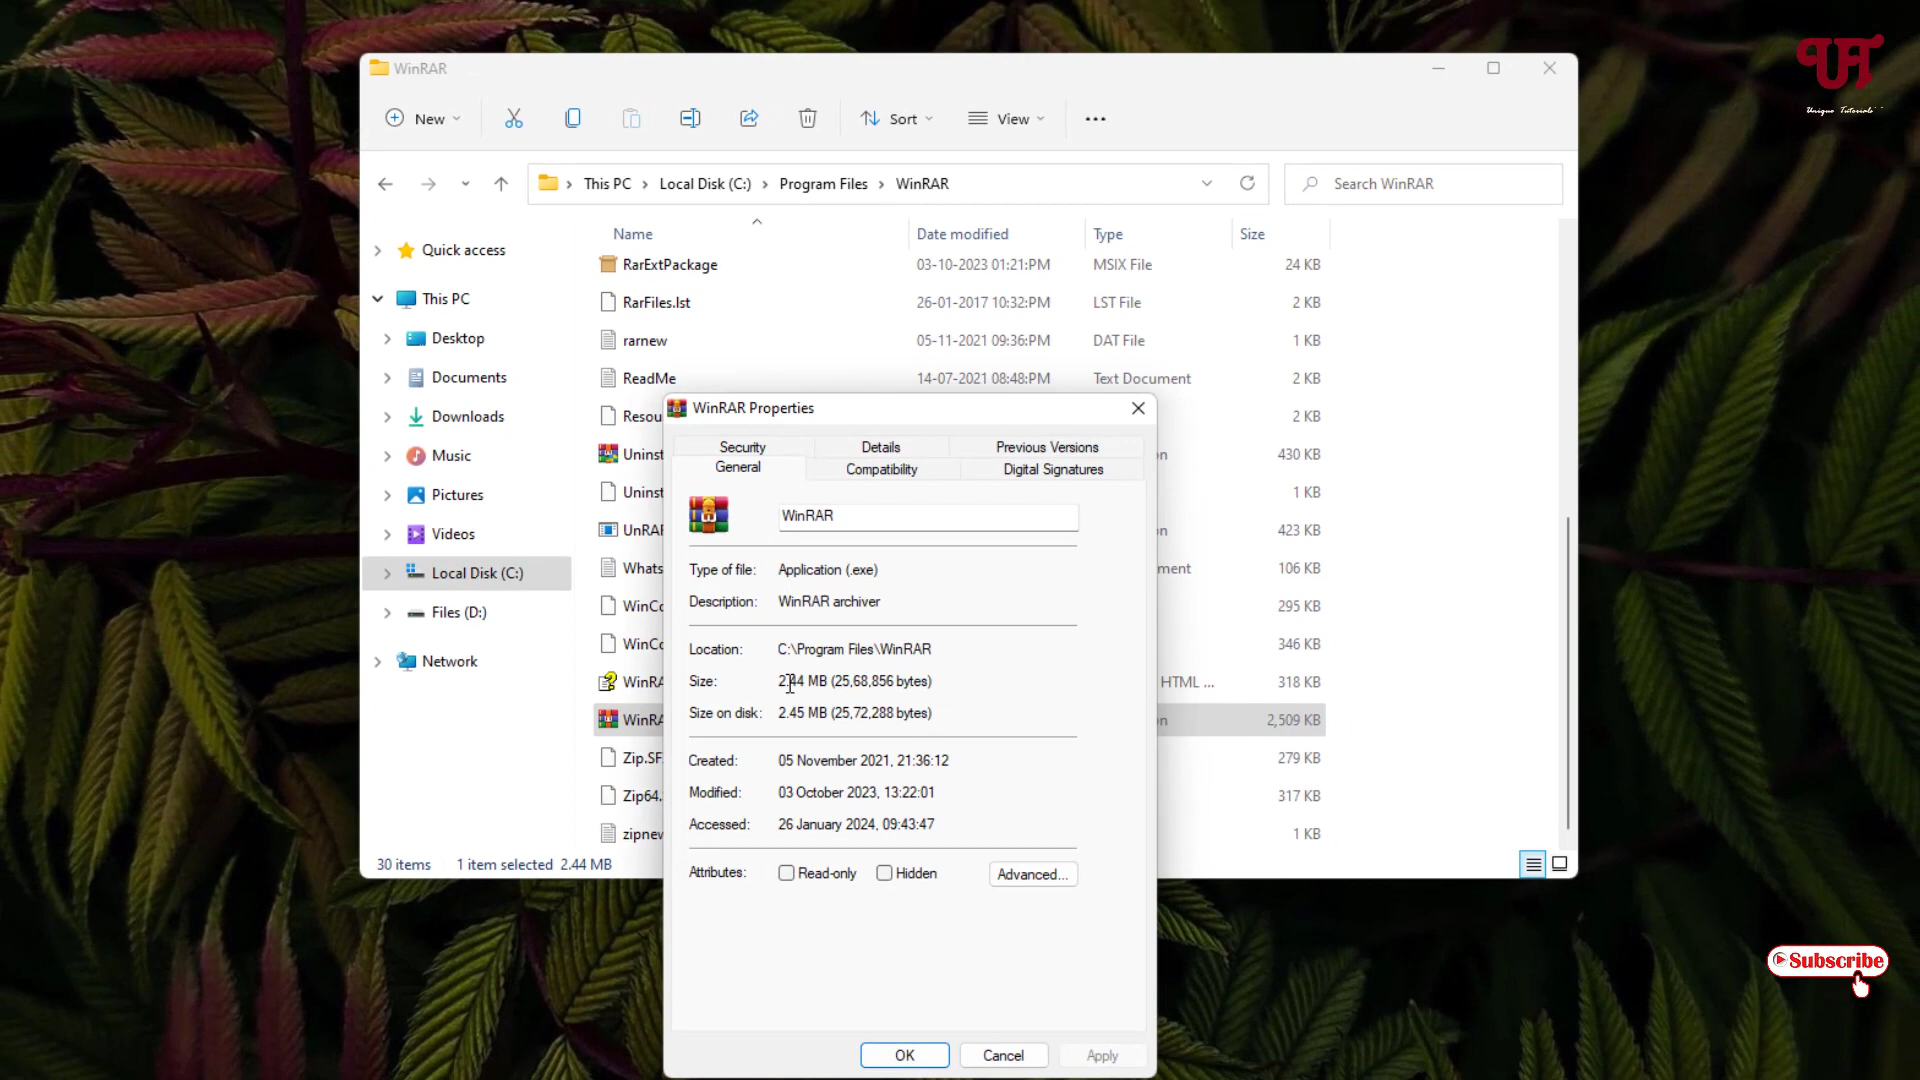 WinRAR
UA
Unique Tutorials
New
Sort
View
This PC
Local Disk (C:)
Program Files
WinRAR
Search WinRAR
Name
Date modified
Type
Size
Quick access
This PC
Desktop
Documents
Downloads
Music
Pictures
Videos
Local Disk (C:)
Files (D:)
Network
RarExtPackage 03-10-2023 01:21:PM MSIX File 24 KB
RarFiles.lst 26-01-2017 10:32:PM LST File 2 KB
rarnew 05-11-2021 09:36:PM DAT File 1 KB
ReadMe 14-07-2021 08:48:PM Text Document 2 KB
Resou 2 KB
Uninst on 430 KB
Uninst 1 KB
UnRAR on 423 KB
Whats ment 106 KB
WinCo 295 KB
WinCo 346 KB
WinRA HTML ... 318 KB
WinRA on 2,509 KB
Zip.SF 279 KB
Zip64. 317 KB
zipnew 1 KB
30 items
1 item selected 2.44 MB
WinRAR Properties
Security
Details
Previous Versions
General
Compatibility
Digital Signatures
WinRAR
Type of file: Application (.exe)
Description: WinRAR archiver
Location: C:\Program Files\WinRAR
Size: 2.44 MB (25,68,856 bytes)
Size on disk: 2.45 MB (25,72,288 bytes)
Created: 05 November 2021, 21:36:12
Modified: 03 October 2023, 13:22:01
Accessed: 26 January 2024, 09:43:47
Attributes: Read-only Hidden Advanced...
OK
Cancel
Apply
Subscribe